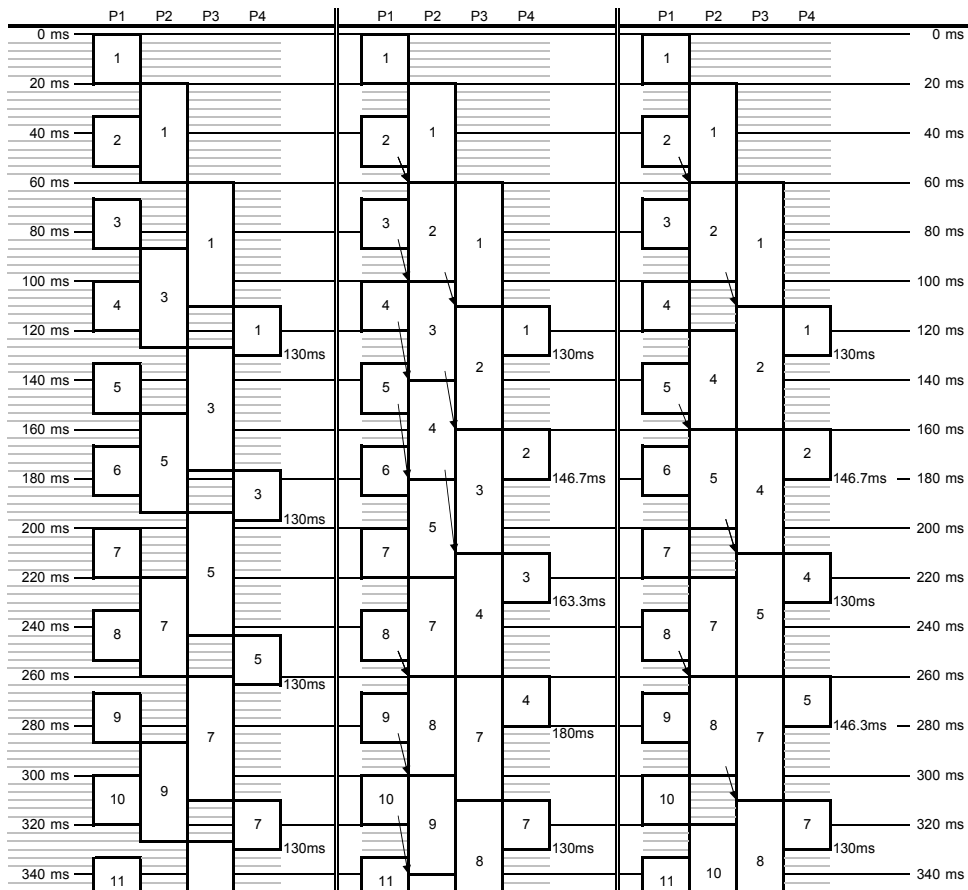 P1 P2 P3 P4 P1 P2 P3 P4 P1 P2 P3 P4
0 ms 0 ms
1 1 1
20 ms 20 ms
40 ms 1 1 1 40 ms
2 2 2
60 ms 60 ms
3 3 3
80 ms 2 2 80 ms
1 1 1
100 ms 100 ms
3
4 4 4
120 ms 1 3 1 1 120 ms
130ms 130ms 130ms
2 2
140 ms 4 140 ms
5 5 5
3
160 ms 4 160 ms
2 2
5
6 6 6
180 ms 146.7ms 5 146.7ms 180 ms
3 3 4
130ms
200 ms 5 200 ms
7 7 7
5
220 ms 3 4 220 ms
163.3ms 130ms
4 5
240 ms 7 7 7 240 ms
8 8 8
5
260 ms 260 ms
130ms
4 5
9 9 9
280 ms 8 180ms 8 146.3ms 280 ms
7 7 7
300 ms 300 ms
9
10 10 10
320 ms 7 9 7 7 320 ms
130ms 130ms 130ms
8 8
340 ms 10 340 ms
11 11 11